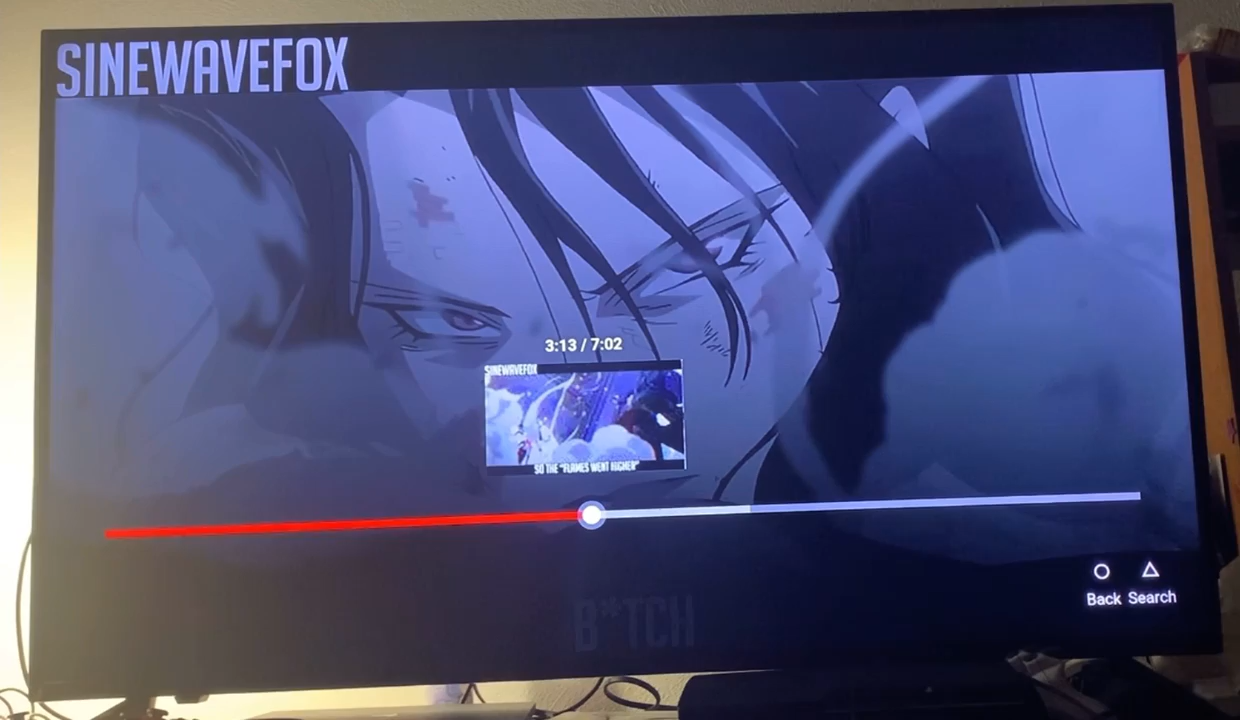 SINEWAVEFOX
3:13 / 7:02
SINEWAVEFOX
SO THE "FLAMES WENT HIGHER"
Back Search
B*TCH